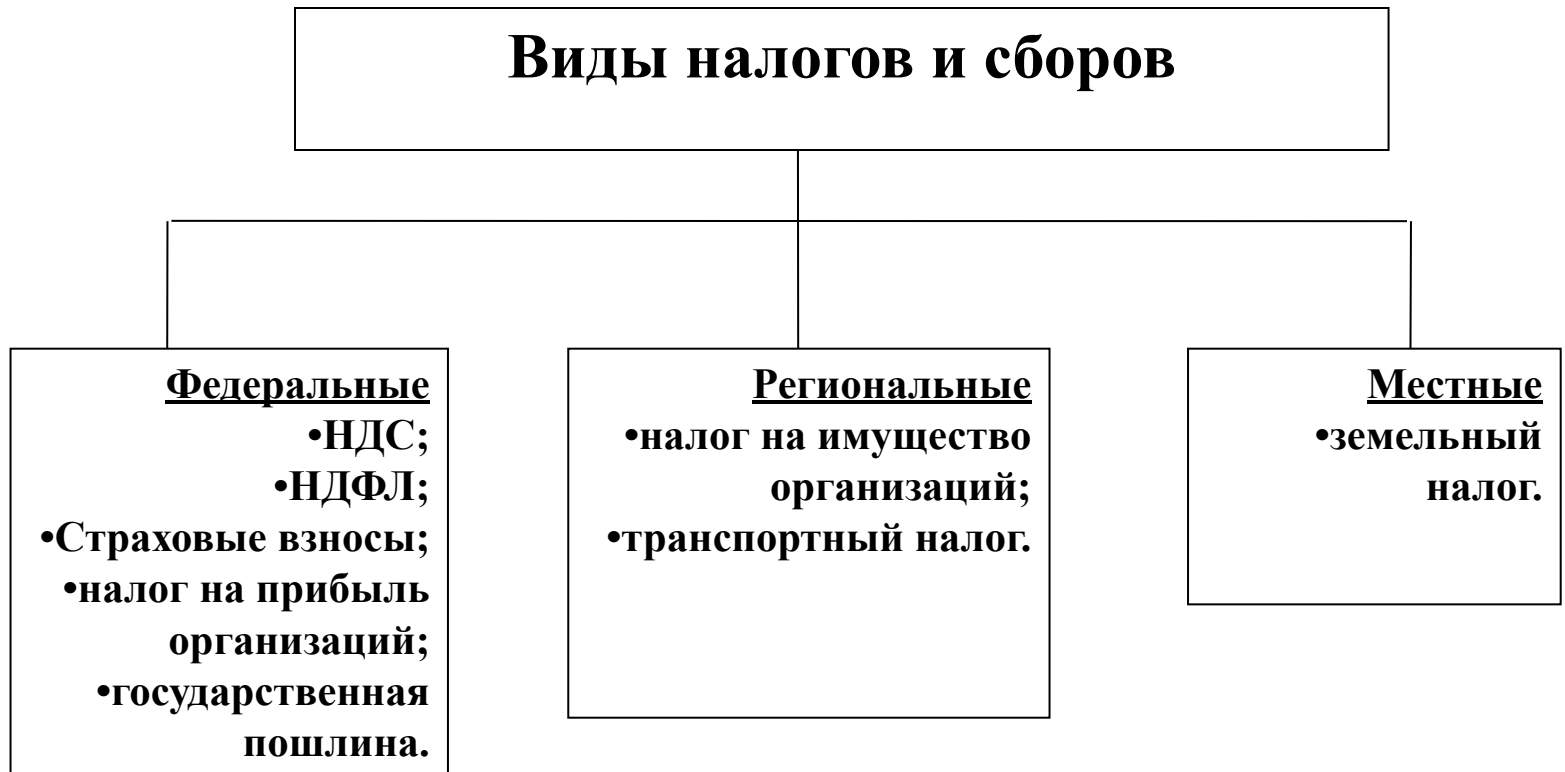 Виды налогов и сборов
Федеральные
•НДС;
•НДФЛ;
•Страховые взносы;
•налог на прибыль
организаций;
•государственная
пошлина.
Региональные
•налог на имущество
организаций;
•транспортный налог.
Местные
•земельный
налог.